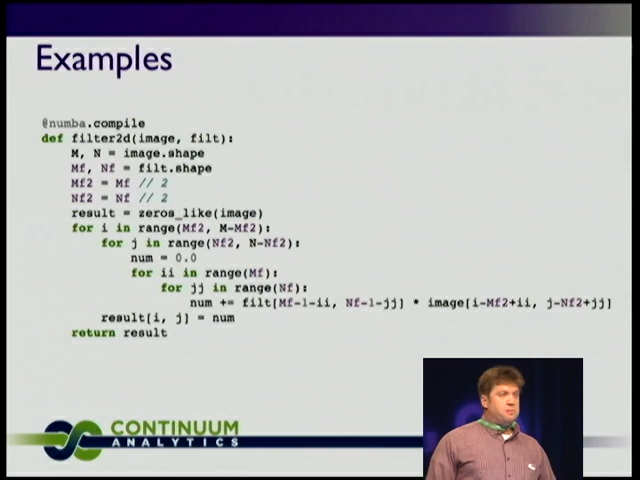 Examples
@numba.compile
def filter2d(image, filt):
M, N = image.shape
Mf, Nf = filt.shape
Mf2 = Mf // 2
Nf2 = Nf // 2
result = zeros_like(image)
for i in range(Mf2, M-Mf2):
for j in range(Nf2, N-Nf2):
num = 0.0
for ii in range(Mf):
for jj in range(Nf):
num += filt[Mf-1-ii, Nf-1-jj] * image[i-Mf2+ii, j-Nf2+jj]
result[i, j] = num
return result
CONTINUUM
ANALYTICS